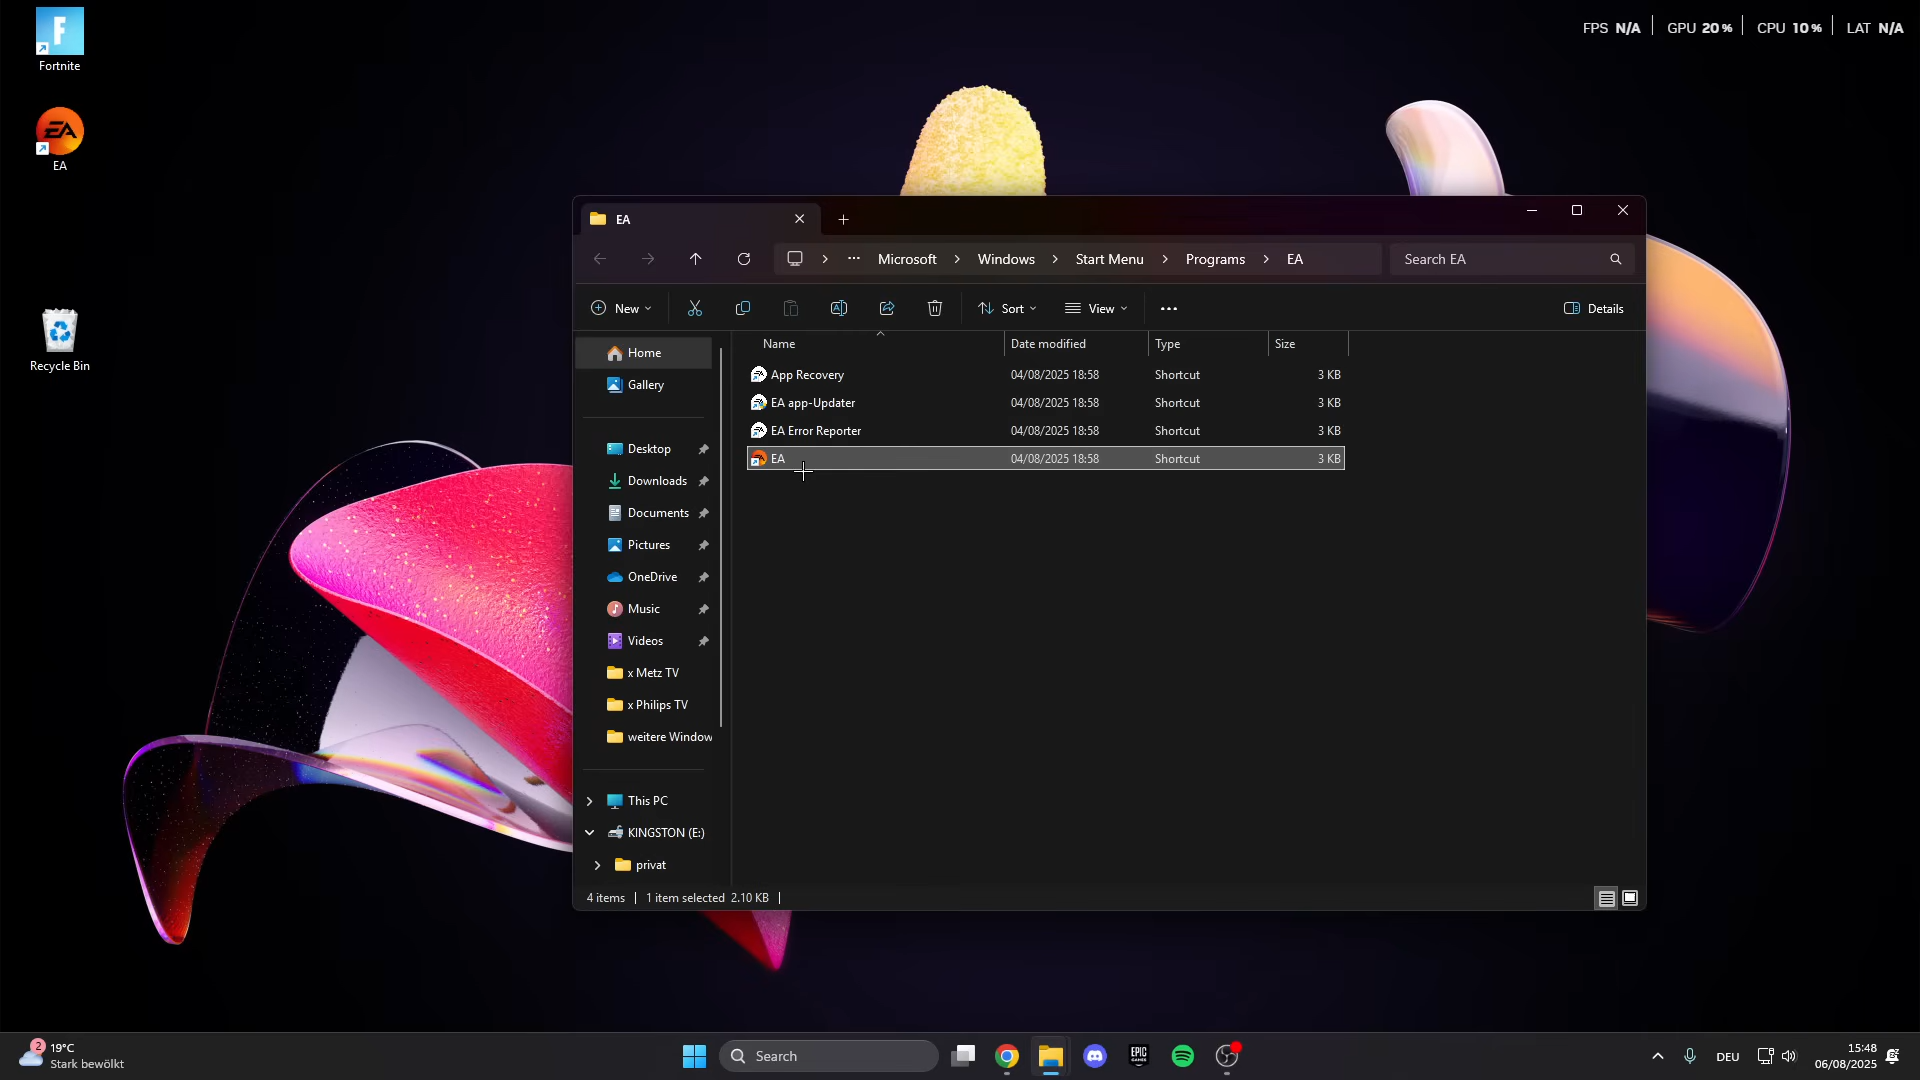 FPS N/A GPU 20 % CPU 10 % LAT N/A
Fortnite
EA
Recycle Bin
EA
Microsoft Windows Start Menu Programs EA Search EA
New Sort View Details
Name Date modified Type Size
Home
Gallery
Desktop
Downloads
Documents
Pictures
OneDrive
Music
Videos
x Metz TV
x Philips TV
weitere Window
This PC
KINGSTON (E:)
privat
App Recovery 04/08/2025 18:58 Shortcut 3 KB
EA app-Updater 04/08/2025 18:58 Shortcut 3 KB
EA Error Reporter 04/08/2025 18:58 Shortcut 3 KB
EA 04/08/2025 18:58 Shortcut 3 KB
4 items 1 item selected 2.10 KB
2
19°C
Stark bewölkt
Search
EPIC
GAMES
DEU
15:48
06/08/2025